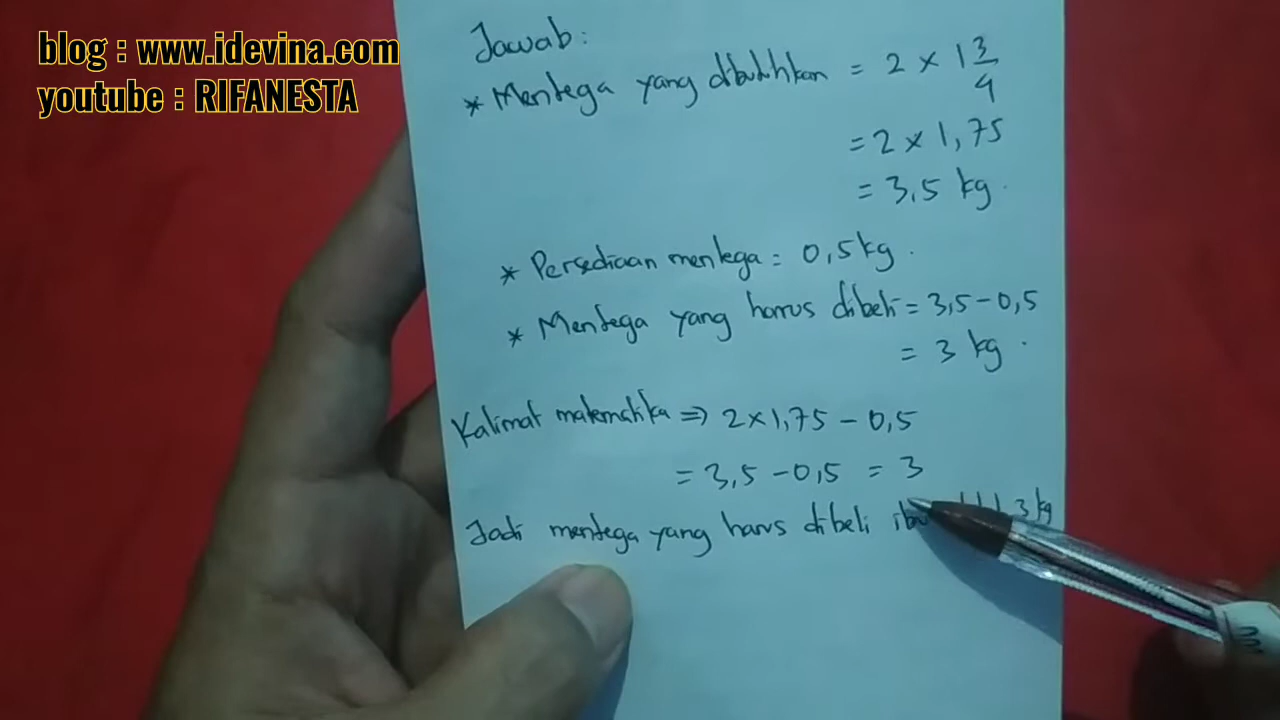 blog : www.idevina.com
youtube : RIFANESTA
Jawab:
* Mentega yang dibutuhkan = 2 × 1 3/4
= 2 × 1,75
= 3,5 kg.
* Persediaan mentega = 0,5 kg.
* Mentega yang harus dibeli = 3,5 - 0,5
= 3 kg.
Kalimat matematika ⇒ 2 × 1,75 - 0,5
= 3,5 - 0,5 = 3
Jadi mentega yang harus dibeli 3 kg